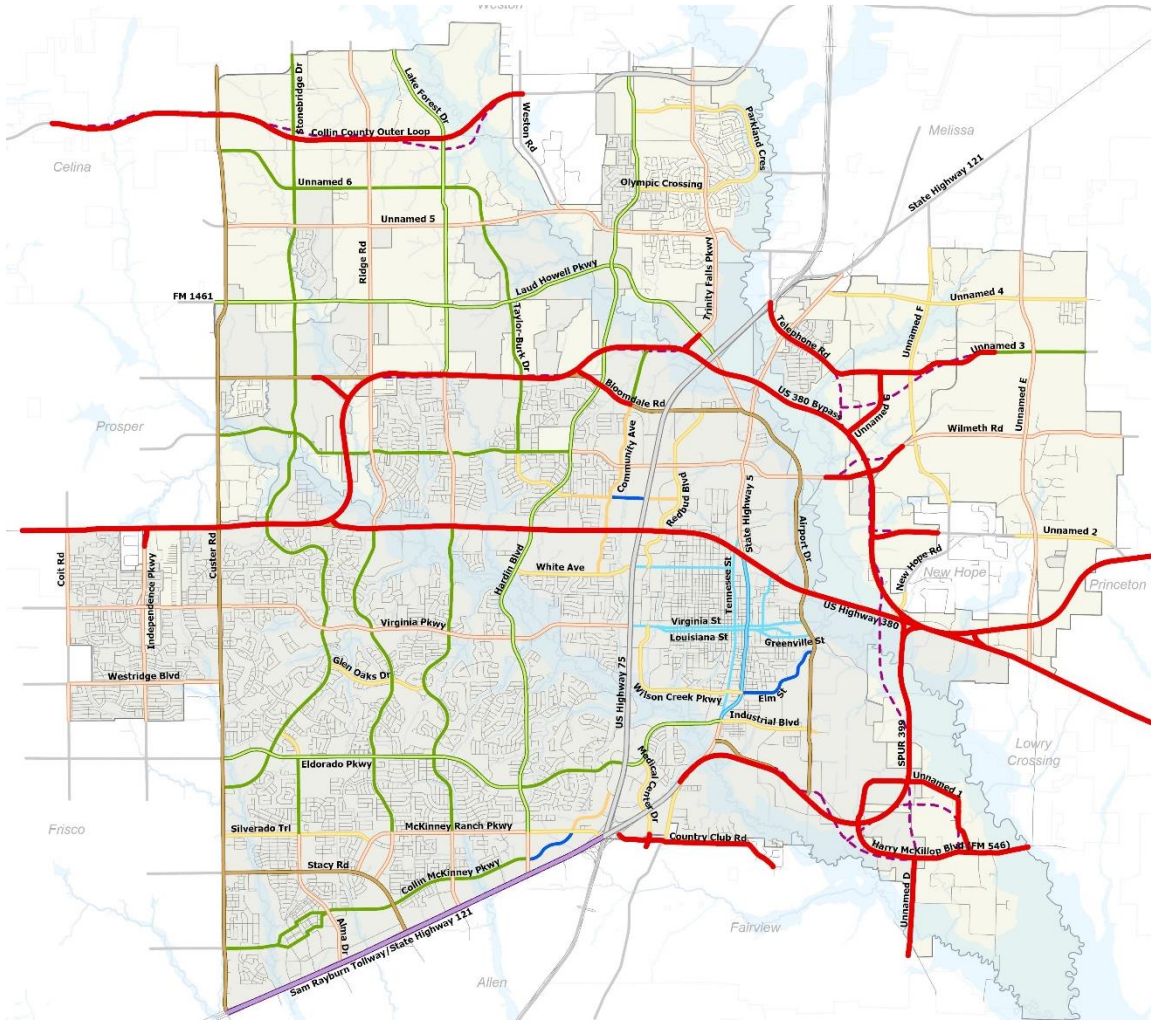 Weston
Stonebridge Dr
Lake Forest Dr
Weston Rd
Parkland Cres
Collin County Outer Loop
Melissa
State Highway 121
Celina
Unnamed 6
Olympic Crossing
Unnamed 5
Ridge Rd
Trinity Falls Pkwy
Laud Howell Pkwy
FM 1461
Unnamed 4
Taylor-Burk Dr
Telephone Rd
Unnamed F
Unnamed 3
Unnamed E
US 380 Bypass
Bloomdale Rd
Unnamed G
Prosper
Community Ave
Wilmeth Rd
Redbud Blvd
State Highway 5
Airport Dr
Coit Rd
Independence Pkwy
Custer Rd
Hardin Blvd
White Ave
Tennessee St
Unnamed 2
New Hope Rd
New Hope
Princeton
US Highway 380
Virginia Pkwy
Virginia St
Louisiana St
Greenville St
Westridge Blvd
Glen Oaks Dr
US Highway 75
Wilson Creek Pkwy
Elm St
Industrial Blvd
SPUR 399
Lowry
Crossing
Eldorado Pkwy
Medical Center Dr
Unnamed 1
Frisco
Silverado Trl
McKinney Ranch Pkwy
Country Club Rd
Harry McKillop Blvd (FM 546)
Stacy Rd
Collin McKinney Pkwy
Unnamed D
Alma Dr
Fairview
Sam Rayburn Tollway/State Highway 121
Allen